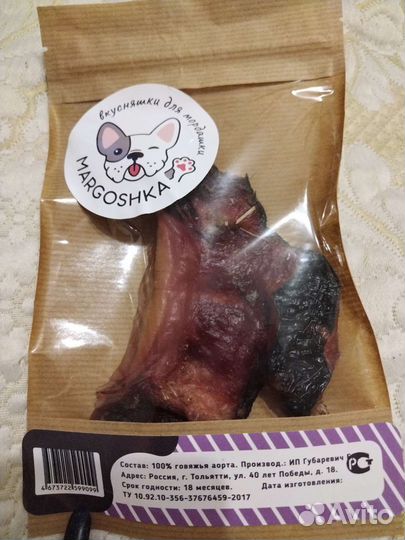 вкусняшки для мордашки
MARGOSHKA
Состав: 100% говяжья аорта. Производ.: ИП Губаревич
Адрес: Россия, г. Тольятти, ул. 40 лет Победы, д. 18.
Срок годности: 18 месяцев. Дата изготовления:
ТУ 10.92.10-356-37676459-2017
4673722599099
Avito